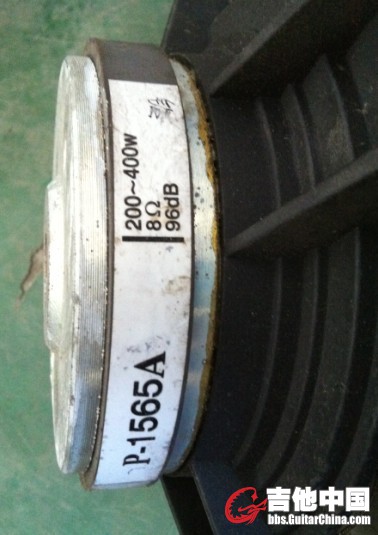 P-1565A
200~400W
8Ω
96dB
吉他中国
bbs.GuitarChina.com